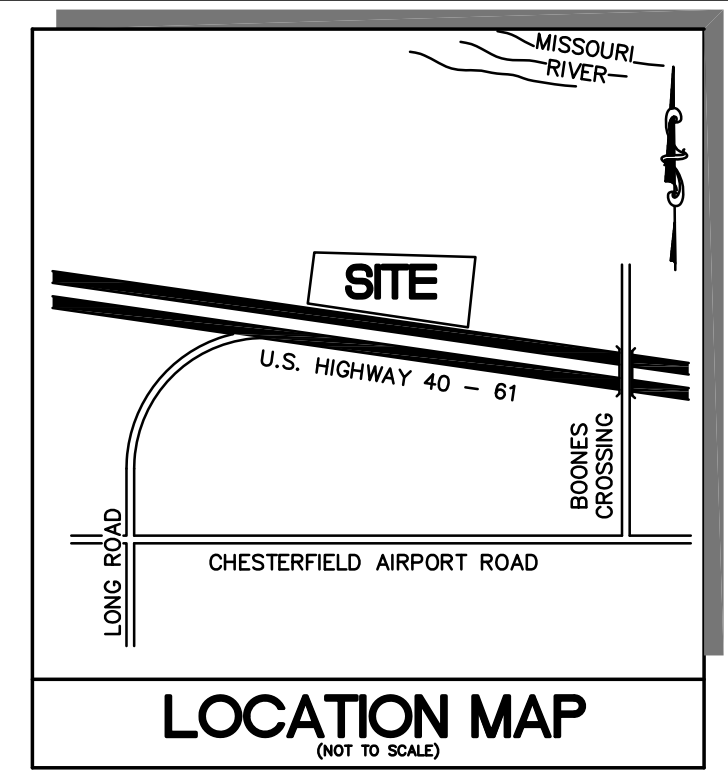 MISSOURI
RIVER
SITE
U.S. HIGHWAY 40 - 61
BOONES
CROSSING
LONG ROAD
CHESTERFIELD AIRPORT ROAD
LOCATION MAP
(NOT TO SCALE)